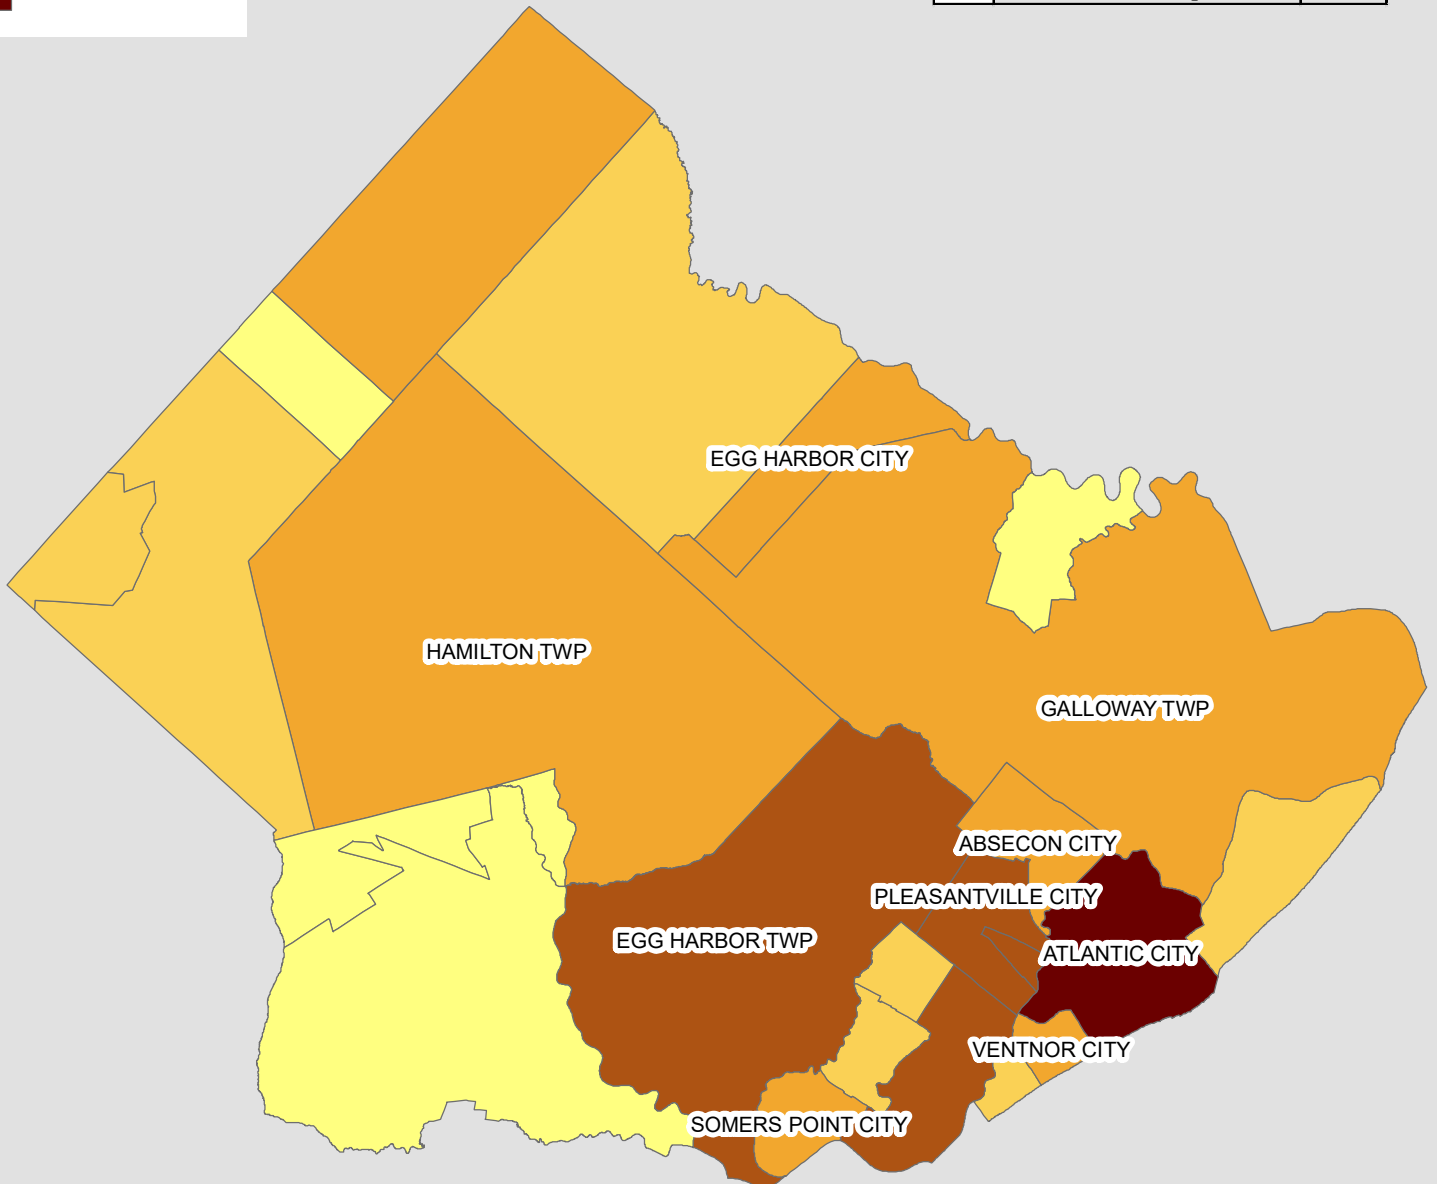 EGG HARBOR CITY
HAMILTON TWP
GALLOWAY TWP
ABSECON CITY
PLEASANTVILLE CITY
EGG HARBOR TWP
ATLANTIC CITY
VENTNOR CITY
SOMERS POINT CITY